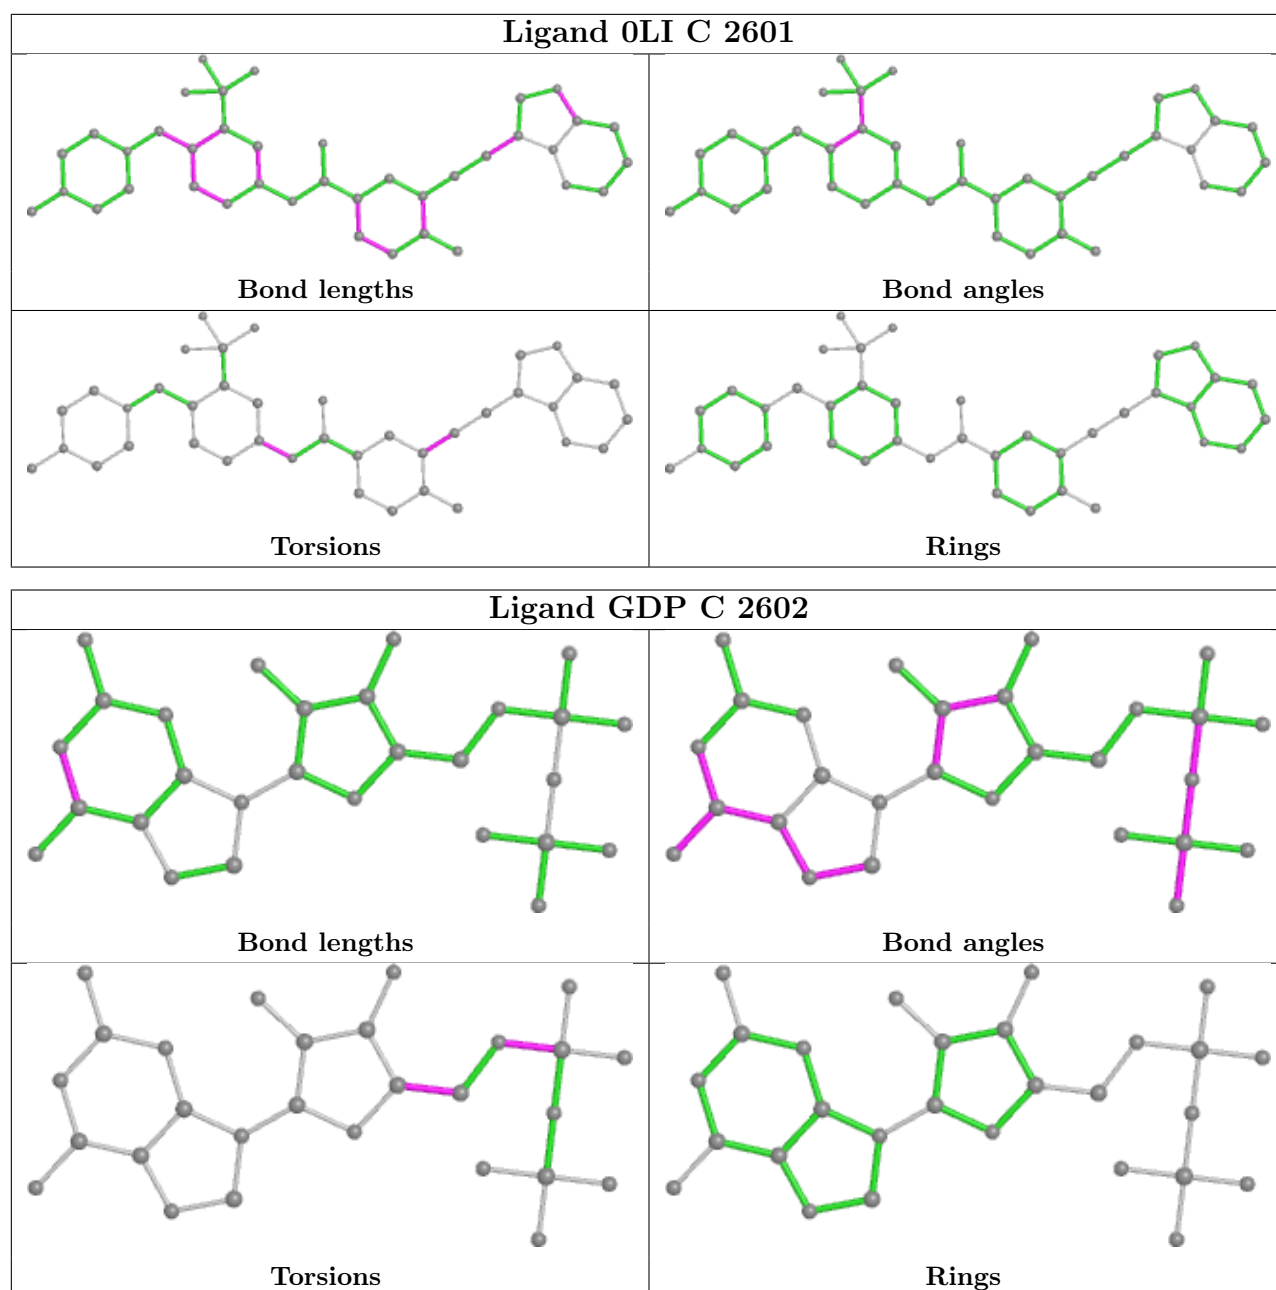 Ligand 0LI C 2601
Bond lengths
Bond angles
Torsions
Rings
Ligand GDP C 2602
Bond lengths
Bond angles
Torsions
Rings